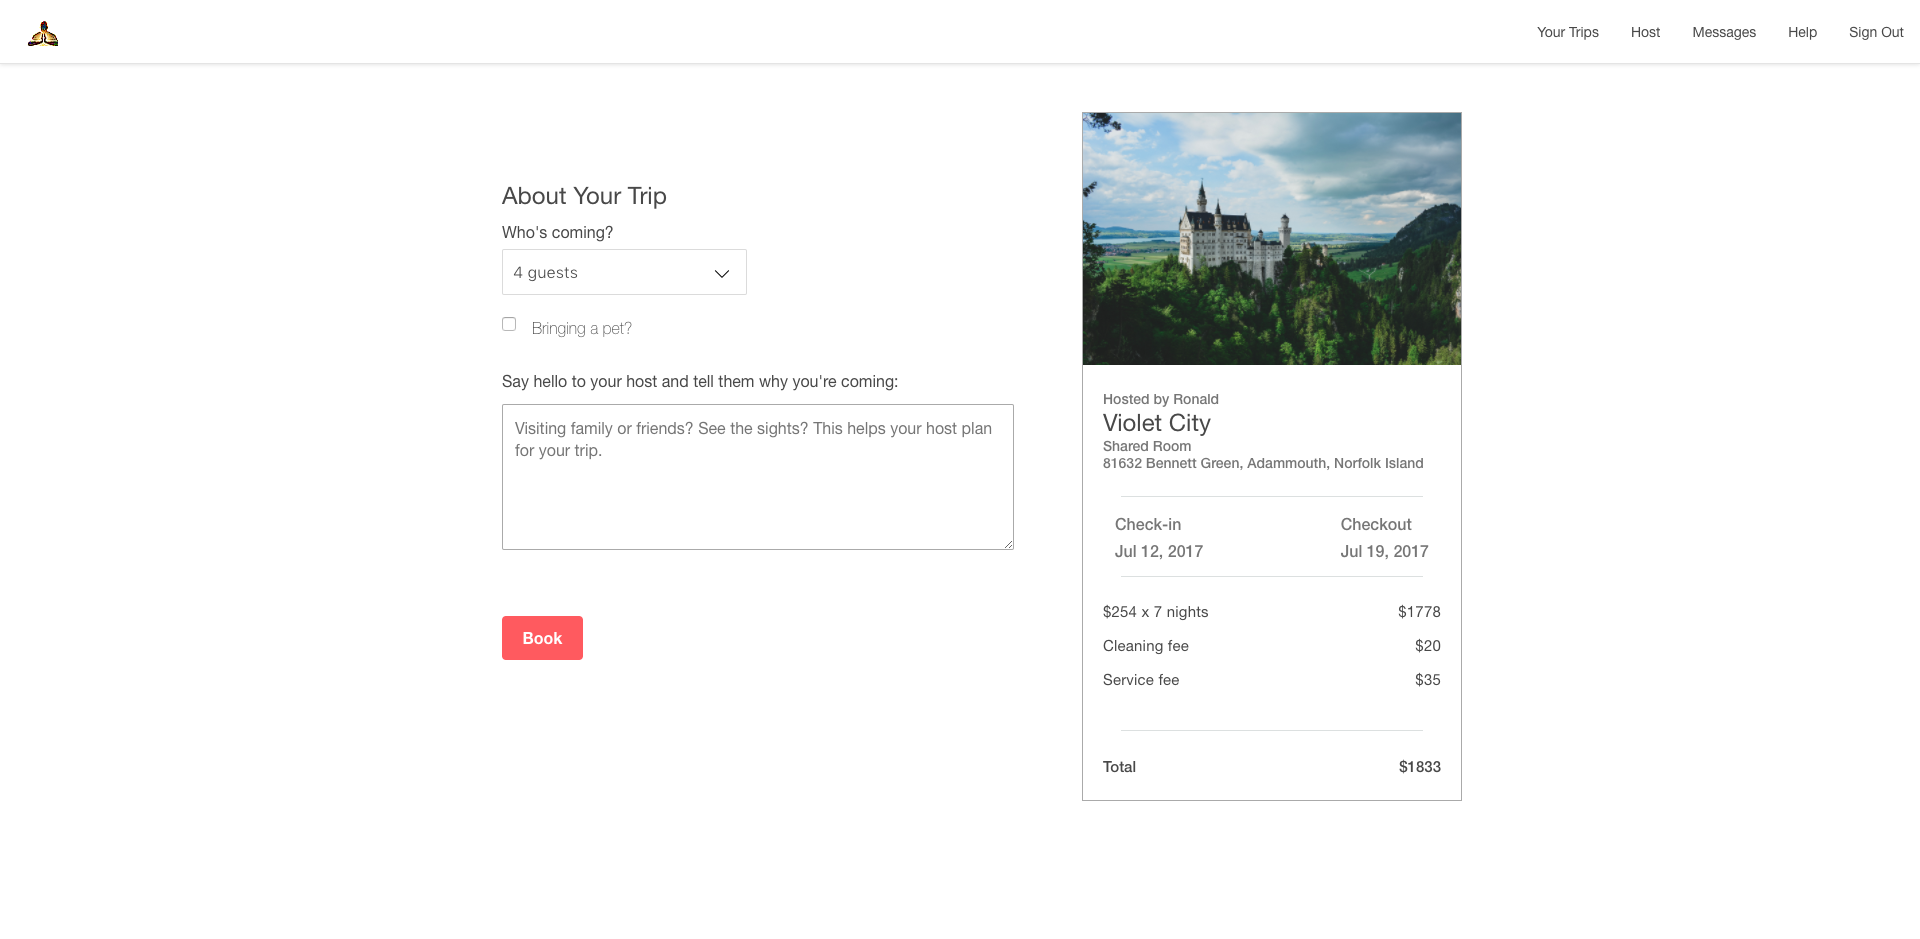 Your Trips
Host
Messages
Help
Sign Out
About Your Trip
Who's coming?
4 guests
Bringing a pet?
Say hello to your host and tell them why you're coming:
Visiting family or friends? See the sights? This helps your host plan
for your trip.
Book
Hosted by Ronald
Violet City
Shared Room
81632 Bennett Green, Adammouth, Norfolk Island
Check-in
Checkout
Jul 12, 2017
Jul 19, 2017
$254 x 7 nights
$1778
Cleaning fee
$20
Service fee
$35
Total
$1833